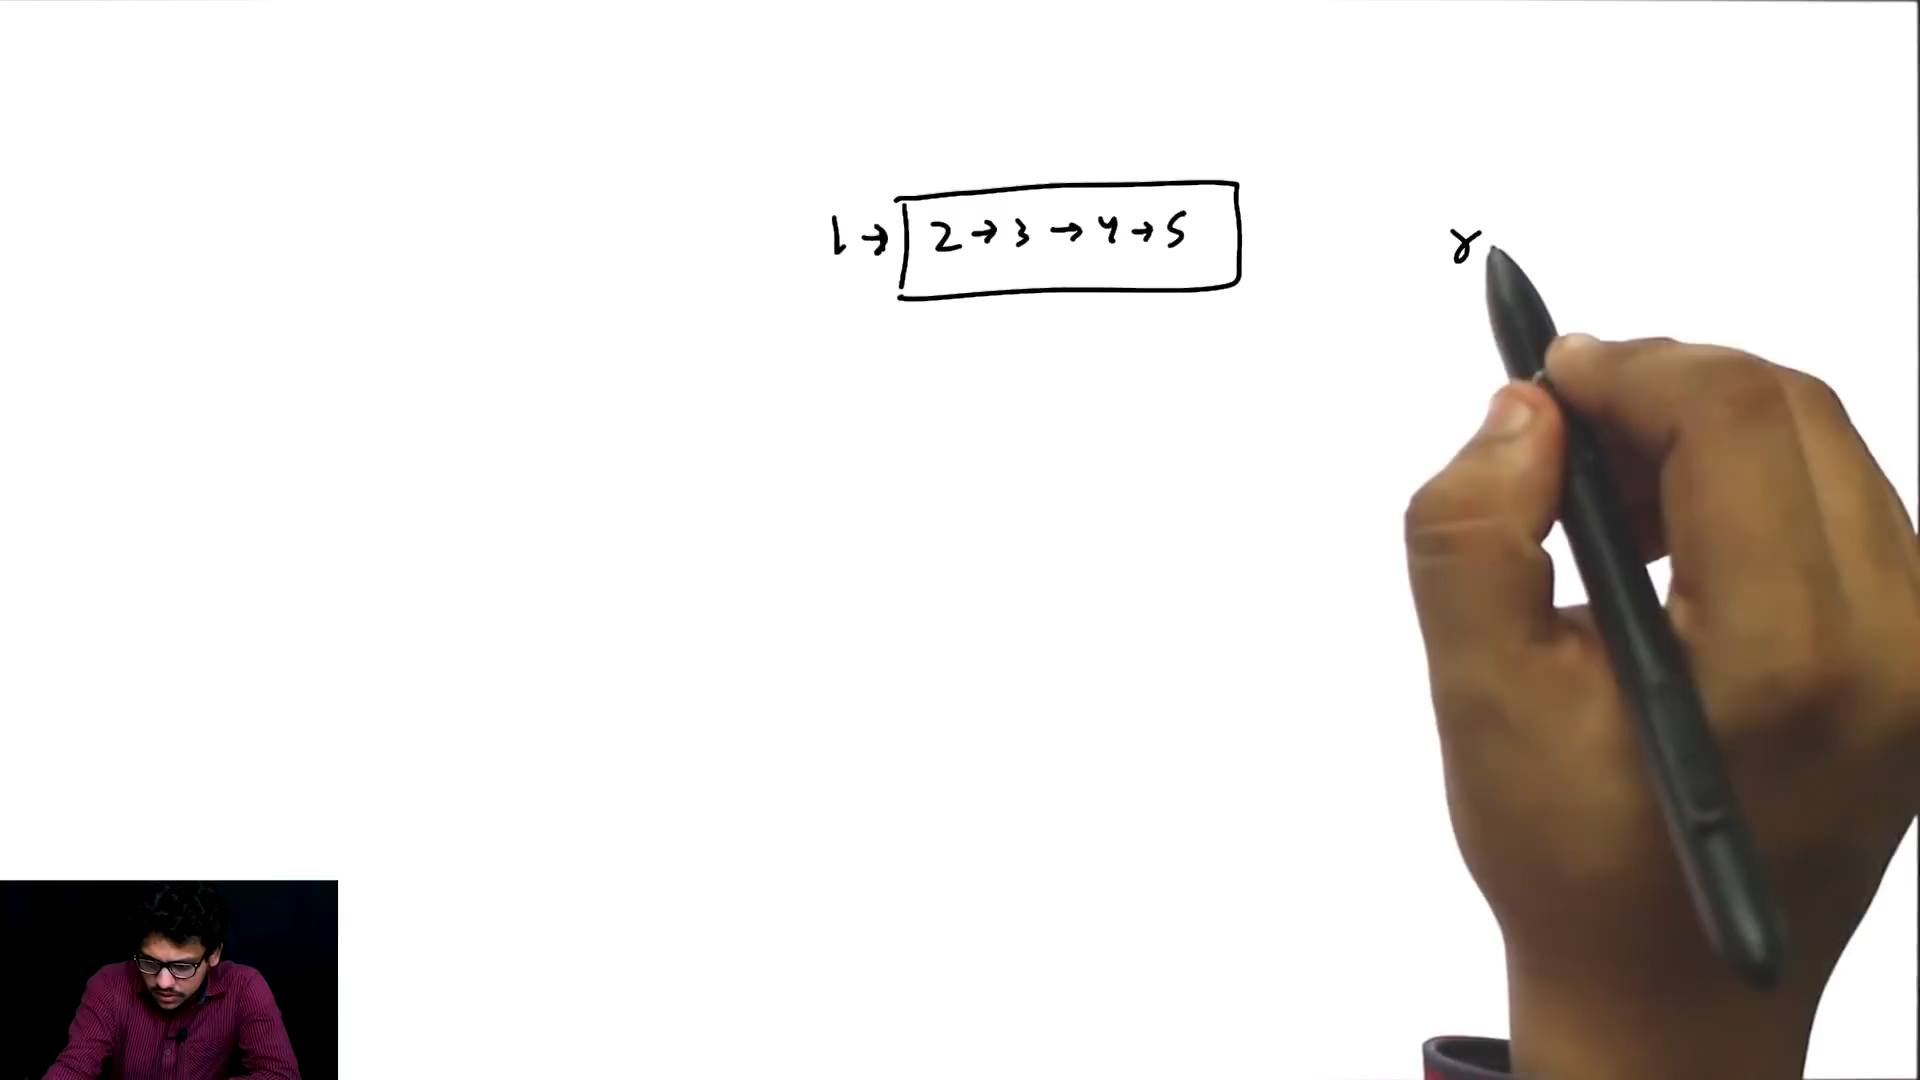 1 → 2 → 3 → 4 → 5 r